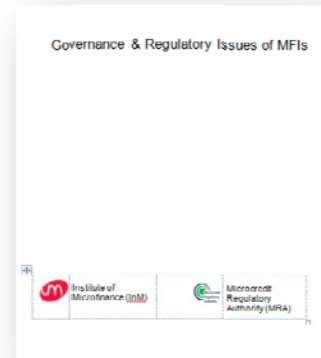 Governance & Regulatory Issues of MFIs
Institute of
Microfinance (InM)
Microcredit
Regulatory
Authority (MRA)